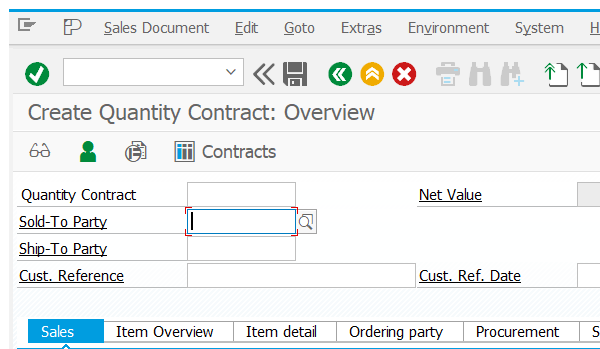 Sales Document Edit Goto Extras Environment System H
Create Quantity Contract: Overview
Contracts
Quantity Contract Net Value
Sold-To Party
Ship-To Party
Cust. Reference Cust. Ref. Date
Sales Item Overview Item detail Ordering party Procurement S